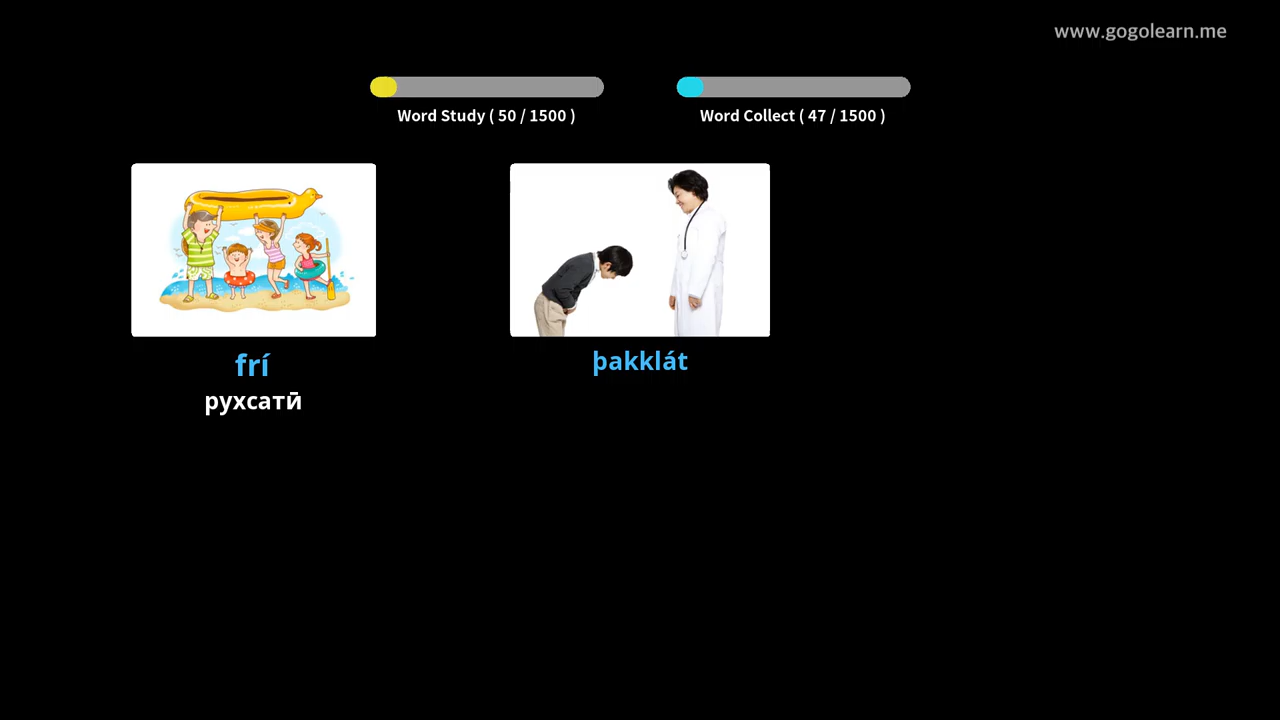 www.gogolearn.me
Word Study ( 50 / 1500 )
Word Collect ( 47 / 1500 )
frí
þakklát
рухсатӣ